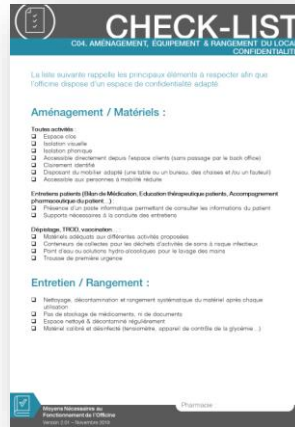 CHECK-LIST
C04. AMÉNAGEMENT, ÉQUIPEMENT & RANGEMENT DU LOCAL
CONFIDENTIALITÉ
La liste suivante rappelle les principaux éléments à respecter afin que
l'officine dispose d'un espace de confidentialité adapté.
Aménagement / Matériels :
Toutes activités :
Espace clos
Isolation visuelle
Isolation phonique
Accessible directement depuis l'espace clients (sans passage par le back office)
Clairement identifié
Disposant du mobilier adapté (une table ou un bureau, des chaises et/ou un fauteuil)
Accessible aux personnes à mobilité réduite
Entretiens patients (Bilan de Médication, Education thérapeutique patients, Accompagnement
pharmaceutique du patient...) :
Présence d'un poste informatique permettant de consulter les informations du patient
Supports nécessaires à la conduite des entretiens
Dépistage, TROD, vaccination... :
Matériels adéquats aux différentes activités proposées
Conteneurs de collectes pour les déchets d'activités de soins à risque infectieux
Point d'eau ou solutions hydro-alcooliques pour le lavage des mains
Trousse de première urgence
Entretien / Rangement :
Nettoyage, décontamination et rangement systématique du matériel après chaque
utilisation
Pas de stockage de médicaments, ni de documents
Espace nettoyé & décontaminé régulièrement
Matériel calibré et désinfecté (tensiomètre, appareil de contrôle de la glycémie...)
Moyens Nécessaires au
Fonctionnement de l'Officine
Version 2.01 – Novembre 2019
Pharmacie :